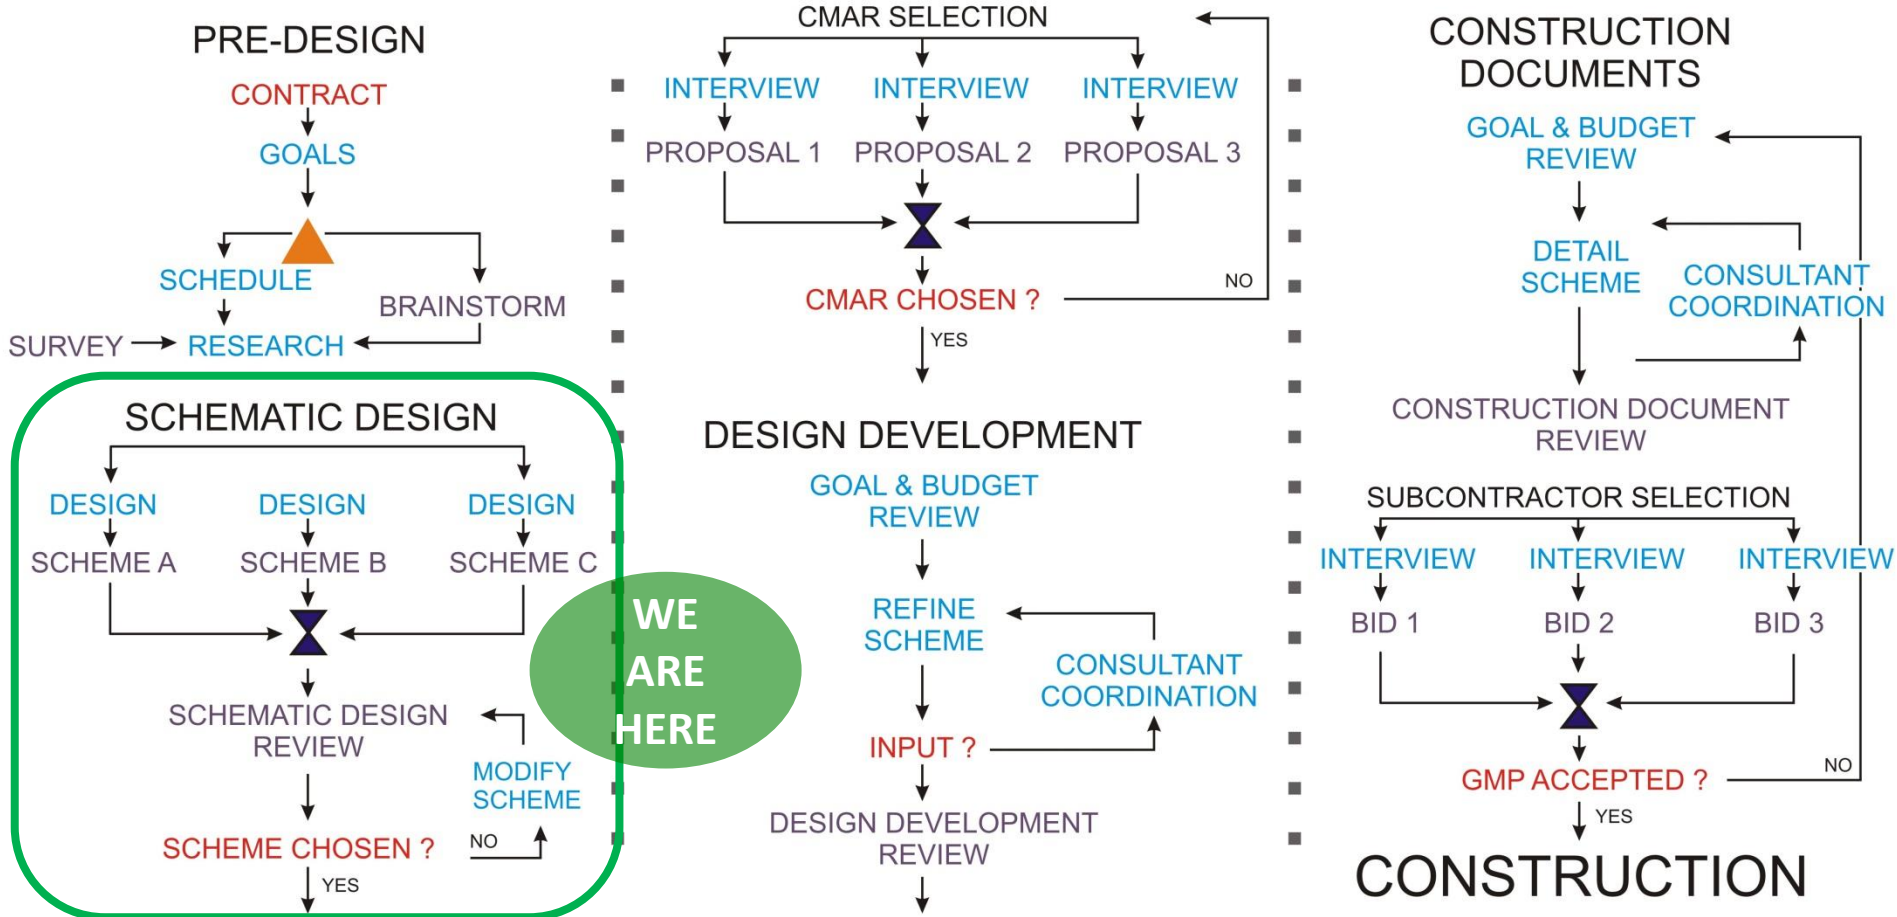 PRE-DESIGN
CONTRACT
GOALS
SCHEDULE
BRAINSTORM
SURVEY
RESEARCH
SCHEMATIC DESIGN
DESIGN
DESIGN
DESIGN
SCHEME A
SCHEME B
SCHEME C
SCHEMATIC DESIGN
REVIEW
MODIFY
SCHEME
SCHEME CHOSEN ?
NO
YES
WE
ARE
HERE
CMAR SELECTION
INTERVIEW
INTERVIEW
INTERVIEW
PROPOSAL 1
PROPOSAL 2
PROPOSAL 3
CMAR CHOSEN ?
NO
YES
DESIGN DEVELOPMENT
GOAL & BUDGET
REVIEW
REFINE
SCHEME
CONSULTANT
COORDINATION
INPUT ?
DESIGN DEVELOPMENT
REVIEW
CONSTRUCTION
DOCUMENTS
GOAL & BUDGET
REVIEW
DETAIL
SCHEME
CONSULTANT
COORDINATION
CONSTRUCTION DOCUMENT
REVIEW
SUBCONTRACTOR SELECTION
INTERVIEW
INTERVIEW
INTERVIEW
BID 1
BID 2
BID 3
GMP ACCEPTED ?
NO
YES
CONSTRUCTION